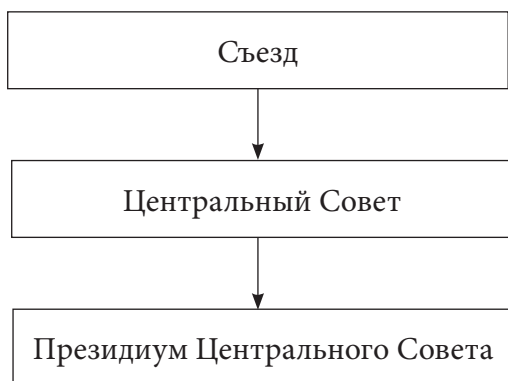 Съезд
Центральный Совет
Президиум Центрального Совета